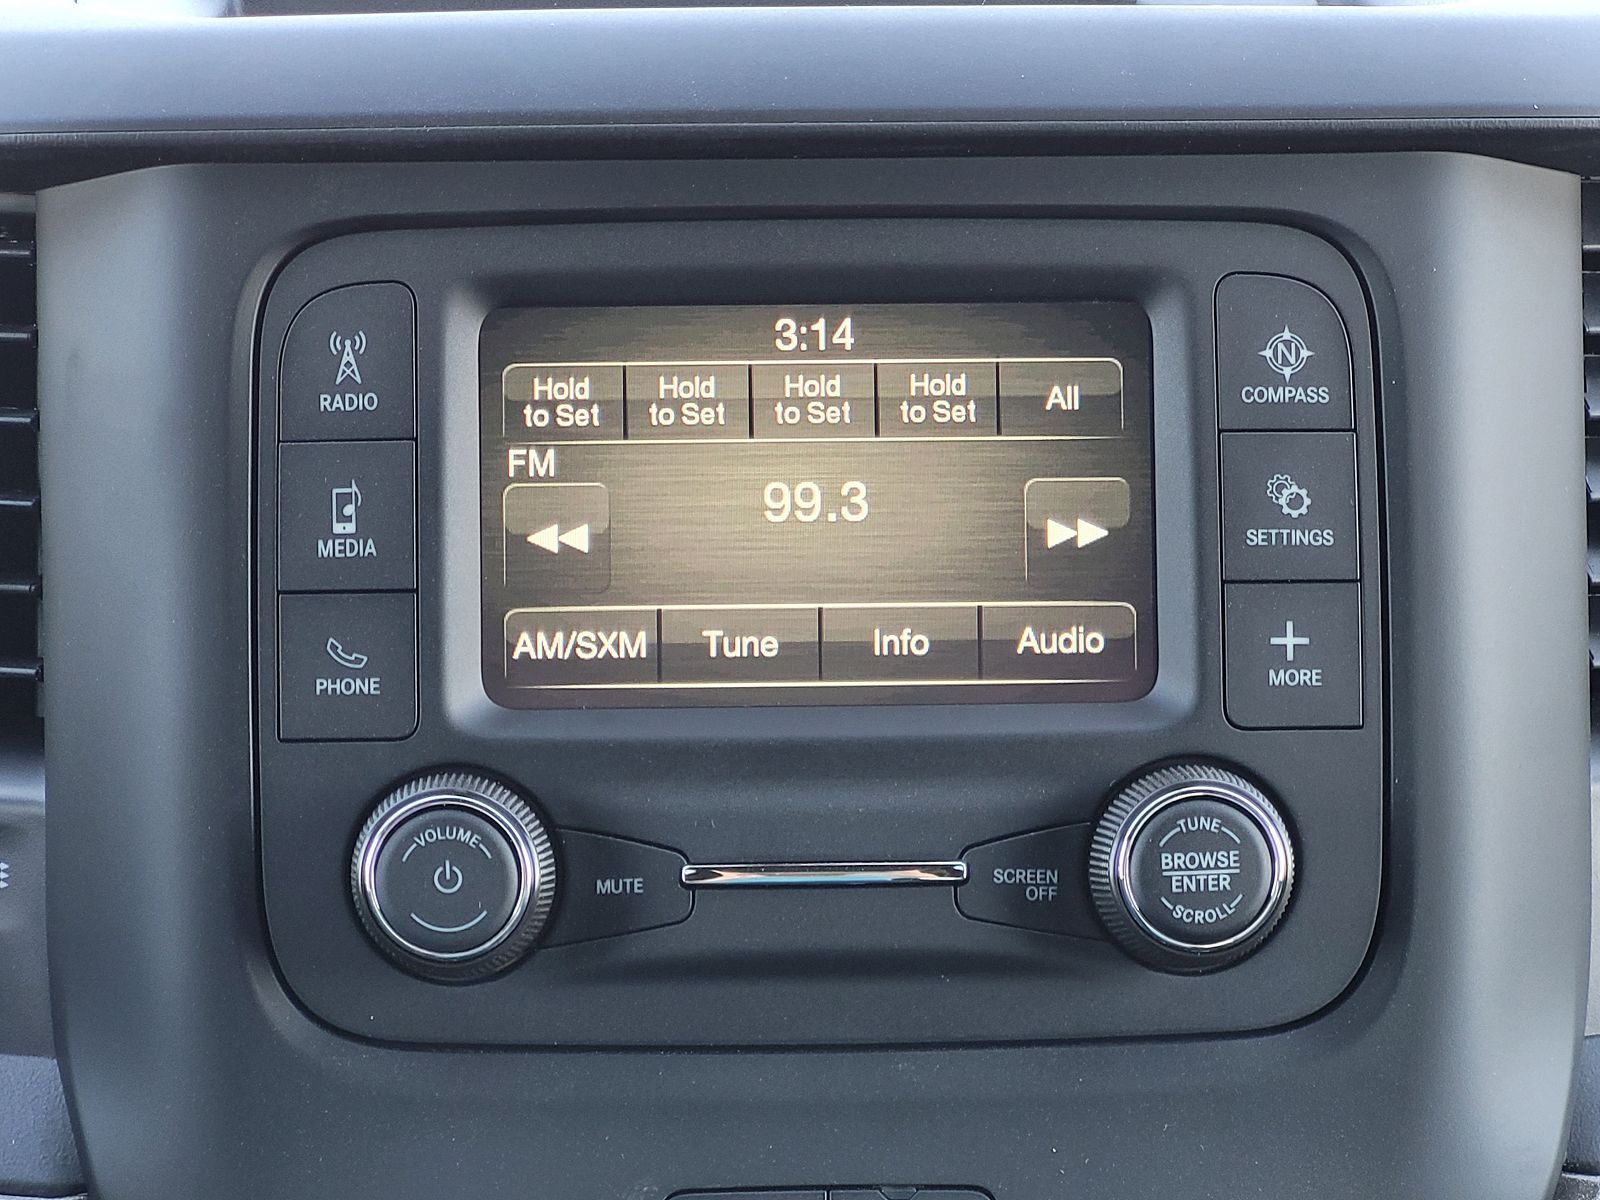 3:14
Hold to Set
Hold to Set
Hold to Set
Hold to Set
All
FM
99.3
AM/SXM
Tune
Info
Audio
RADIO
MEDIA
PHONE
N
COMPASS
SETTINGS
MORE
VOLUME
MUTE
SCREEN
OFF
TUNE
BROWSE
ENTER
SCROLL